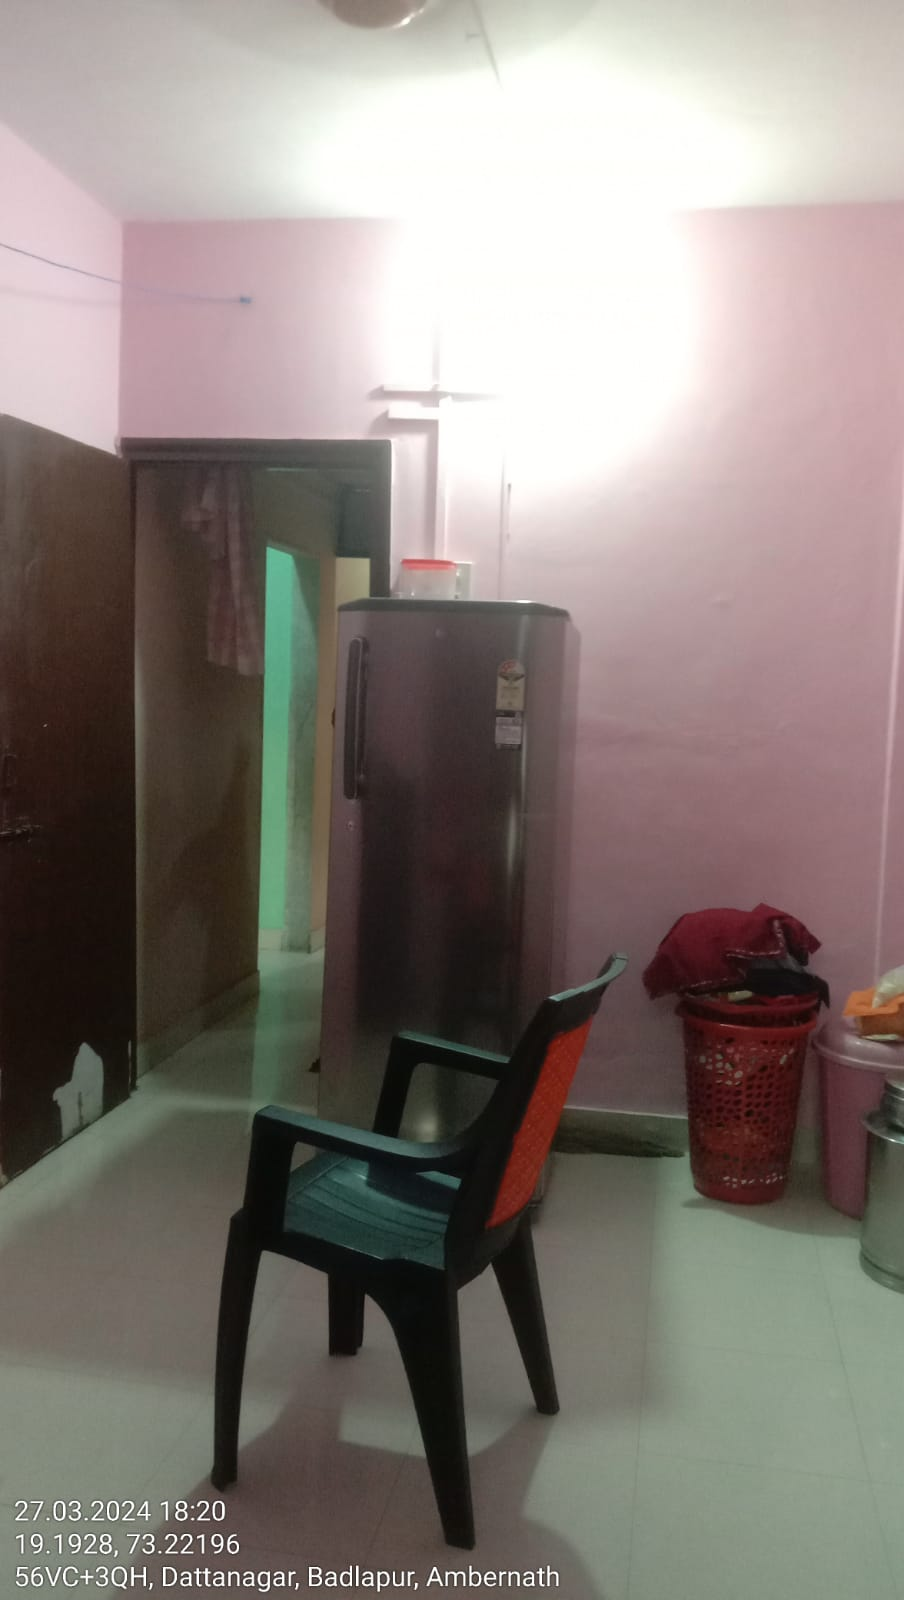 27.03.2024 18:20
19.1928, 73.22196
56VC+3QH, Dattanagar, Badlapur, Ambernath